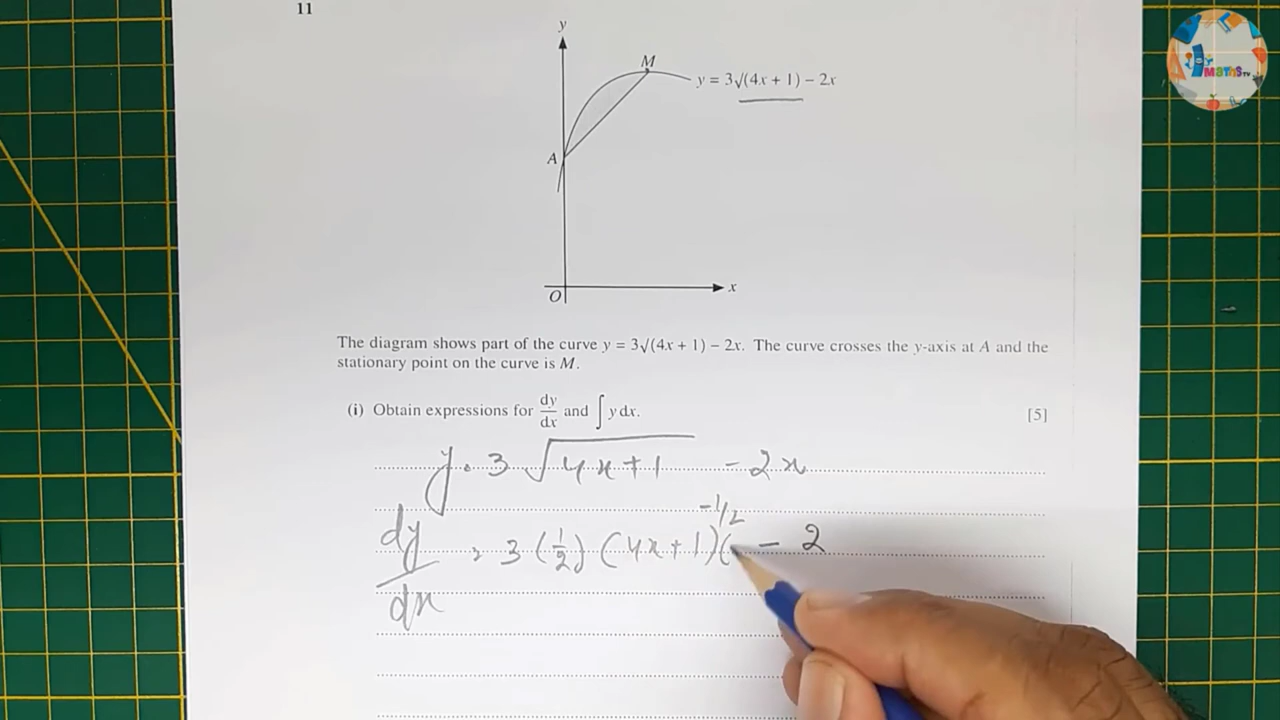 11
y
M
y = 3√(4x + 1) − 2x
A
O
x
The diagram shows part of the curve y = 3√(4x + 1) − 2x. The curve crosses the y-axis at A and the
stationary point on the curve is M.
(i) Obtain expressions for dy/dx and ∫ y dx. [5]
y = 3 √4x+1 − 2x
dy/dx = 3 (1/2) (4x+1)^-1/2 ( − 2
MATHS TV